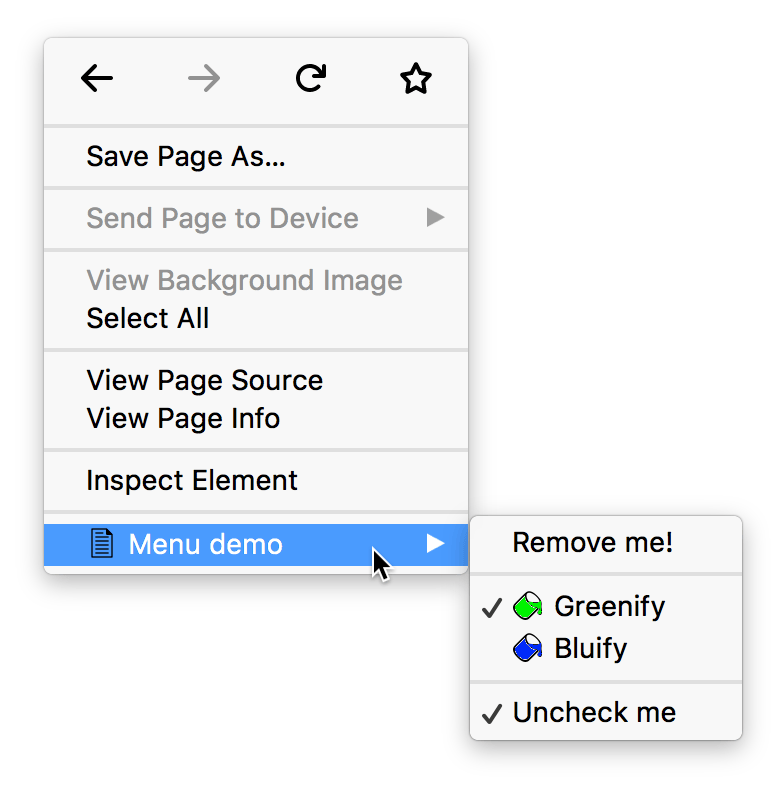 Save Page As...
Send Page to Device
View Background Image
Select All
View Page Source
View Page Info
Inspect Element
Menu demo
Remove me!
Greenify
Bluify
Uncheck me